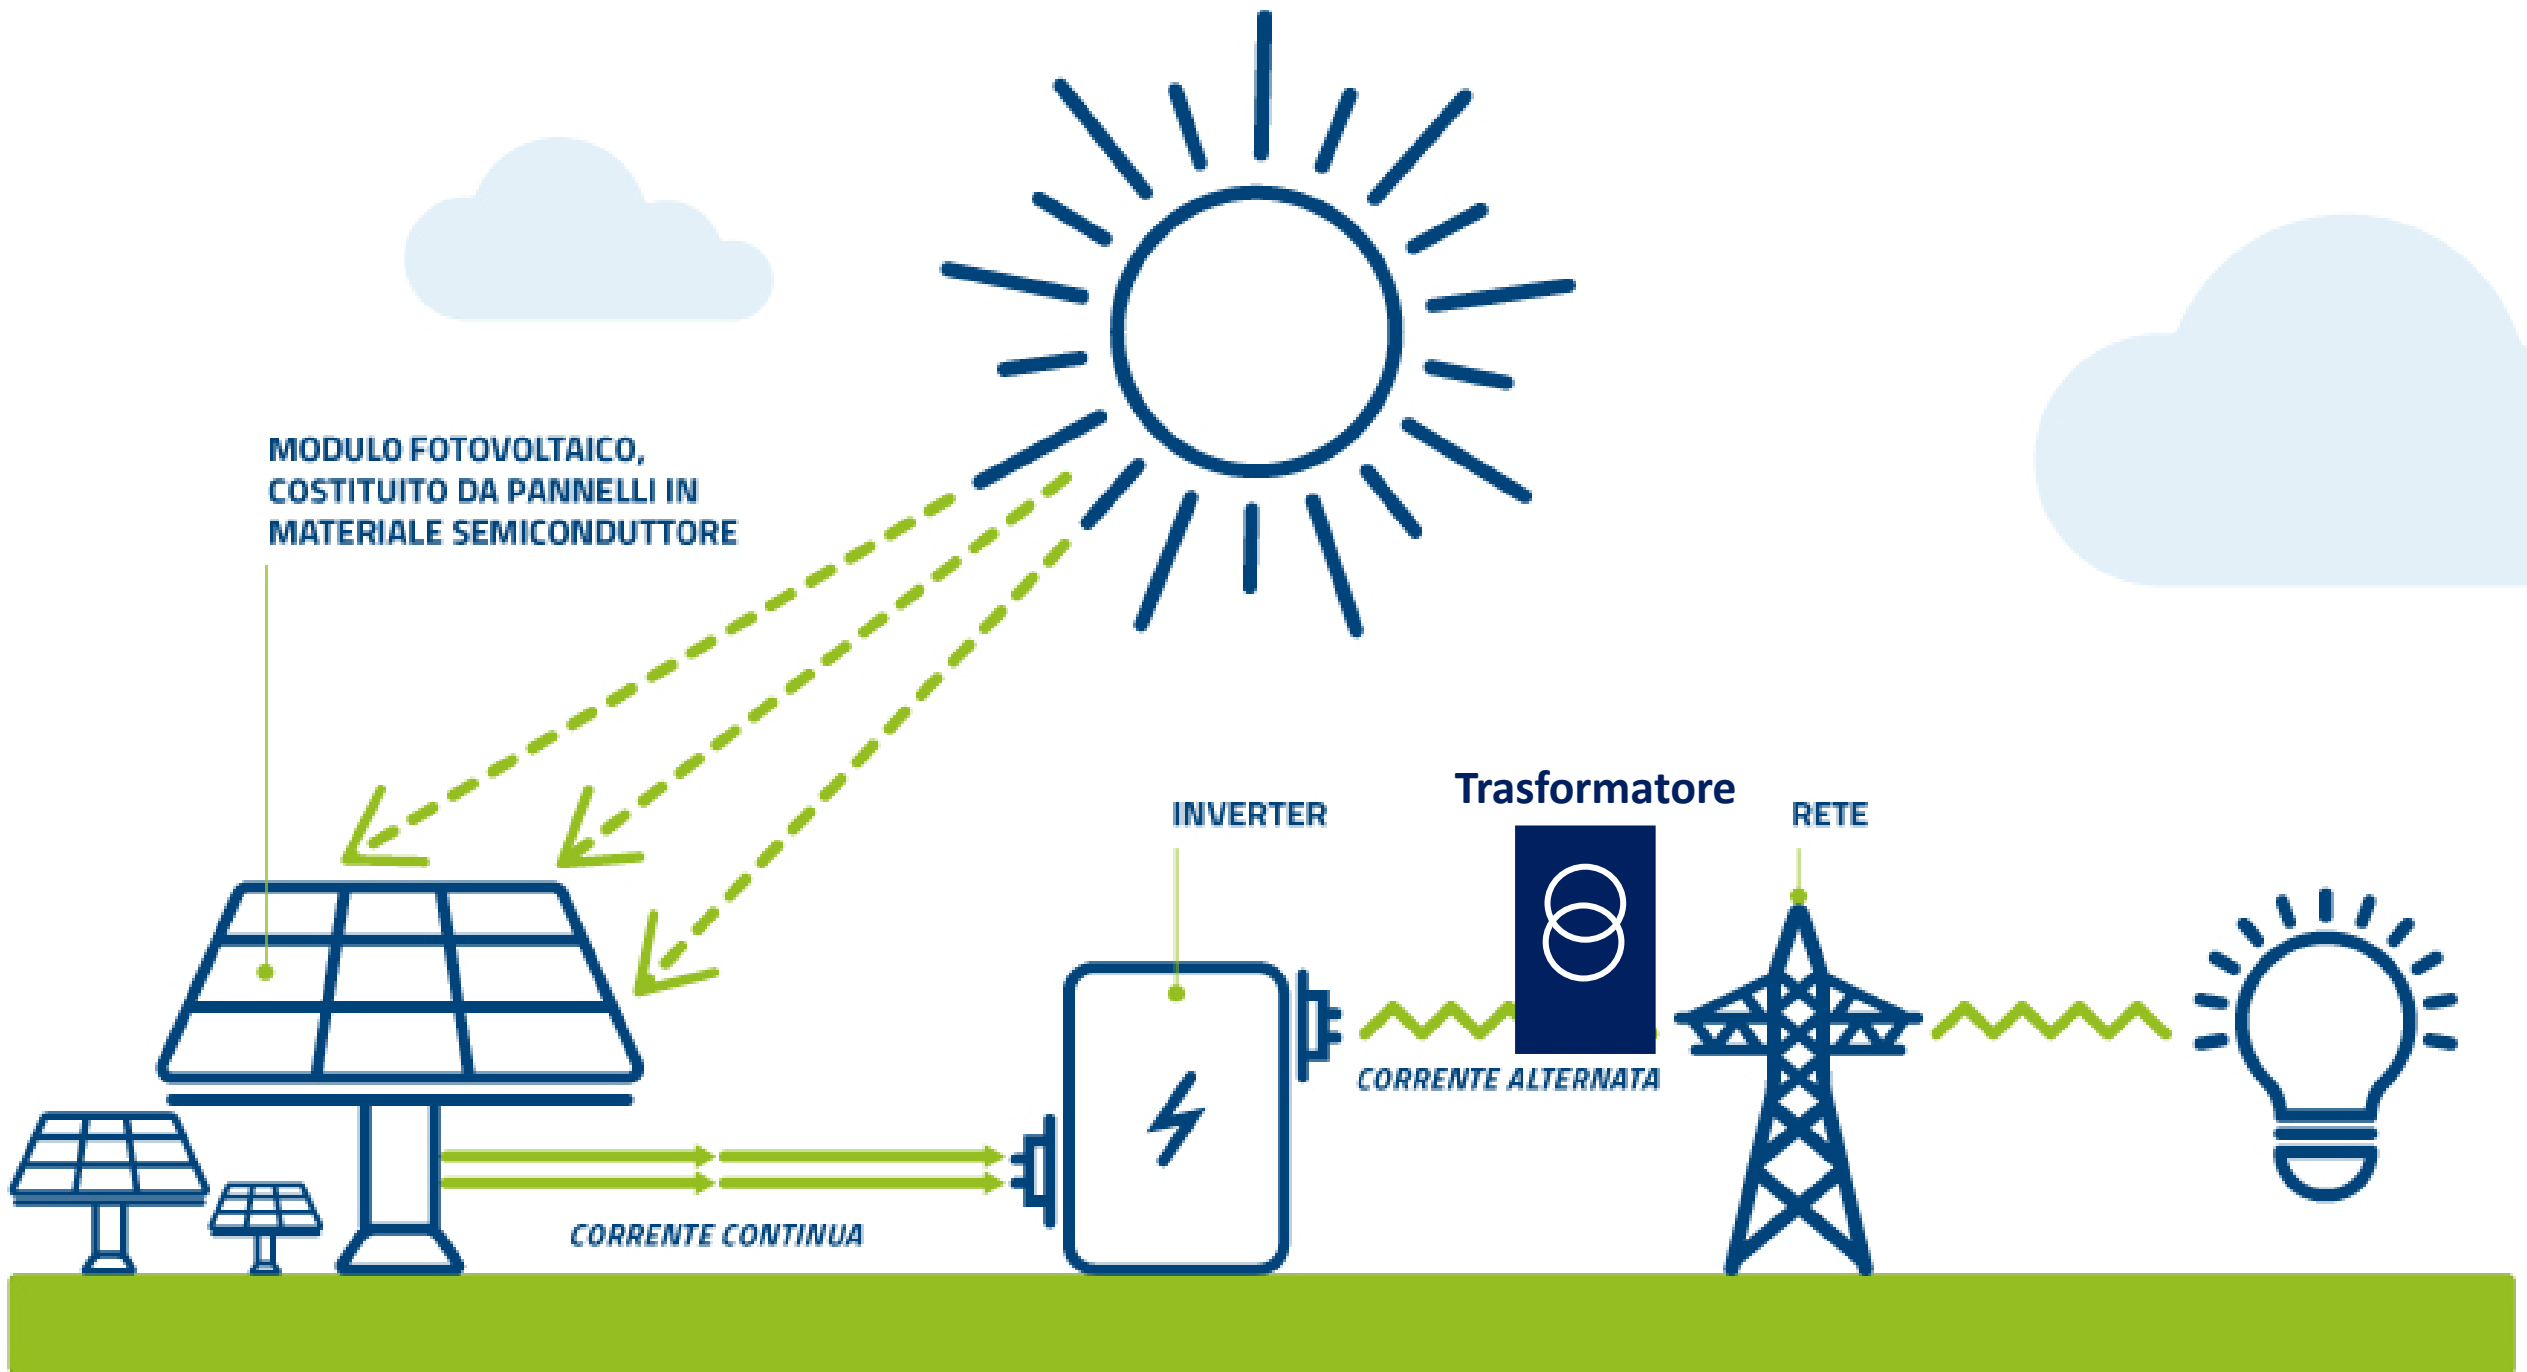 MODULO FOTOVOLTAICO,
COSTITUITO DA PANNELLI IN
MATERIALE SEMICONDUTTORE
Trasformatore
INVERTER
RETE
CORRENTE ALTERNATA
CORRENTE CONTINUA